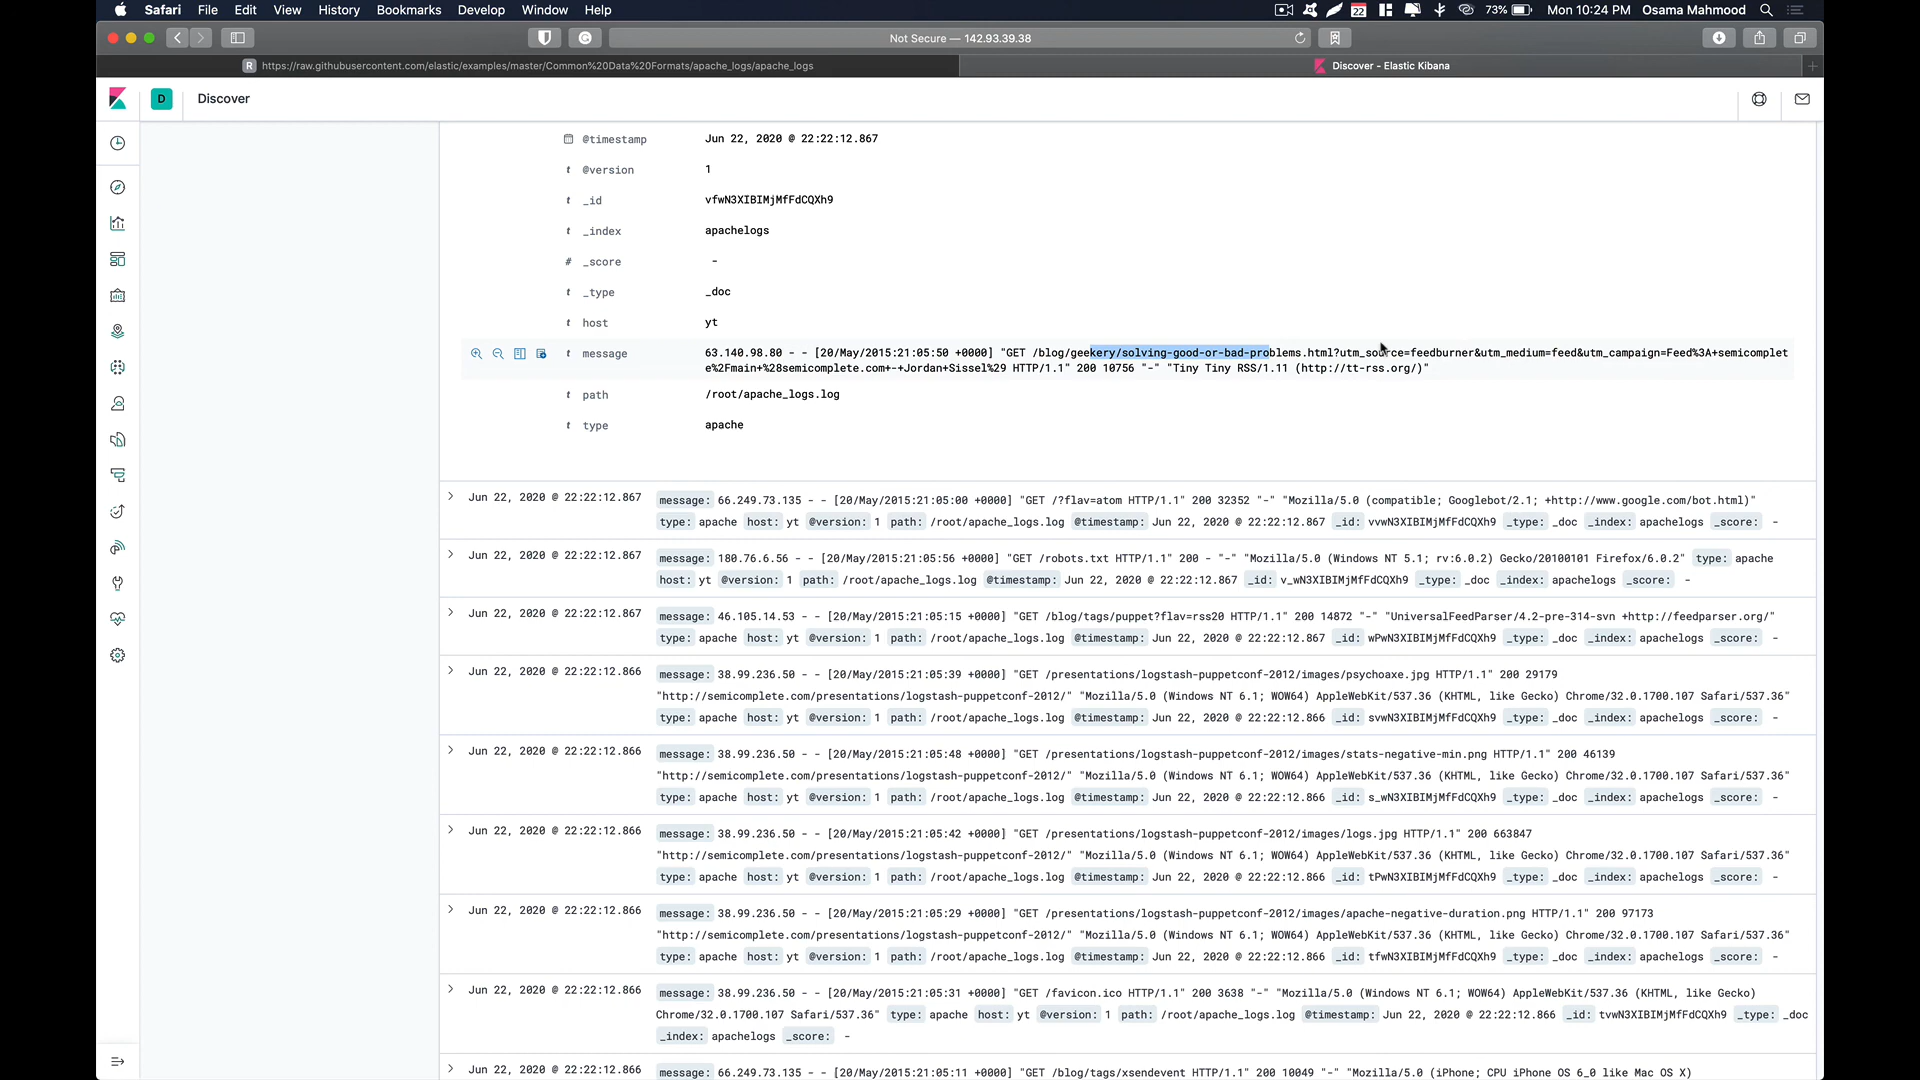 Safari File Edit View History Bookmarks Develop Window Help 22 73% Mon 10:24 PM Osama Mahmood
Not Secure — 142.93.39.38
R https://raw.githubusercontent.com/elastic/examples/master/Common%20Data%20Formats/apache_logs/apache_logs Discover - Elastic Kibana
D Discover
@timestamp Jun 22, 2020 @ 22:22:12.867
t @version 1
t _id vfwN3XIBIMjMfFdCQXh9
t _index apachelogs
# _score -
t _type _doc
t host yt
t message 63.140.98.80 - - [20/May/2015:21:05:50 +0000] "GET /blog/geekery/solving-good-or-bad-problems.html?utm_source=feedburner&utm_medium=feed&utm_campaign=Feed%3A+semicomplet
e%2Fmain+%28semicomplete.com+-+Jordan+Sissel%29 HTTP/1.1" 200 10756 "-" "Tiny Tiny RSS/1.11 (http://tt-rss.org/)"
t path /root/apache_logs.log
t type apache
Jun 22, 2020 @ 22:22:12.867 message: 66.249.73.135 - - [20/May/2015:21:05:00 +0000] "GET /?flav=atom HTTP/1.1" 200 32352 "-" "Mozilla/5.0 (compatible; Googlebot/2.1; +http://www.google.com/bot.html)"
type: apache host: yt @version: 1 path: /root/apache_logs.log @timestamp: Jun 22, 2020 @ 22:22:12.867 _id: vvwN3XIBIMjMfFdCQXh9 _type: _doc _index: apachelogs _score: -
Jun 22, 2020 @ 22:22:12.867 message: 180.76.6.56 - - [20/May/2015:21:05:56 +0000] "GET /robots.txt HTTP/1.1" 200 - "-" "Mozilla/5.0 (Windows NT 5.1; rv:6.0.2) Gecko/20100101 Firefox/6.0.2" type: apache
host: yt @version: 1 path: /root/apache_logs.log @timestamp: Jun 22, 2020 @ 22:22:12.867 _id: v_wN3XIBIMjMfFdCQXh9 _type: _doc _index: apachelogs _score: -
Jun 22, 2020 @ 22:22:12.867 message: 46.105.14.53 - - [20/May/2015:21:05:15 +0000] "GET /blog/tags/puppet?flav=rss20 HTTP/1.1" 200 14872 "-" "UniversalFeedParser/4.2-pre-314-svn +http://feedparser.org/"
type: apache host: yt @version: 1 path: /root/apache_logs.log @timestamp: Jun 22, 2020 @ 22:22:12.867 _id: wPwN3XIBIMjMfFdCQXh9 _type: _doc _index: apachelogs _score: -
Jun 22, 2020 @ 22:22:12.866 message: 38.99.236.50 - - [20/May/2015:21:05:39 +0000] "GET /presentations/logstash-puppetconf-2012/images/psychoaxe.jpg HTTP/1.1" 200 29179
"http://semicomplete.com/presentations/logstash-puppetconf-2012/" "Mozilla/5.0 (Windows NT 6.1; WOW64) AppleWebKit/537.36 (KHTML, like Gecko) Chrome/32.0.1700.107 Safari/537.36"
type: apache host: yt @version: 1 path: /root/apache_logs.log @timestamp: Jun 22, 2020 @ 22:22:12.866 _id: svwN3XIBIMjMfFdCQXh9 _type: _doc _index: apachelogs _score: -
Jun 22, 2020 @ 22:22:12.866 message: 38.99.236.50 - - [20/May/2015:21:05:48 +0000] "GET /presentations/logstash-puppetconf-2012/images/stats-negative-min.png HTTP/1.1" 200 46139
"http://semicomplete.com/presentations/logstash-puppetconf-2012/" "Mozilla/5.0 (Windows NT 6.1; WOW64) AppleWebKit/537.36 (KHTML, like Gecko) Chrome/32.0.1700.107 Safari/537.36"
type: apache host: yt @version: 1 path: /root/apache_logs.log @timestamp: Jun 22, 2020 @ 22:22:12.866 _id: s_wN3XIBIMjMfFdCQXh9 _type: _doc _index: apachelogs _score: -
Jun 22, 2020 @ 22:22:12.866 message: 38.99.236.50 - - [20/May/2015:21:05:42 +0000] "GET /presentations/logstash-puppetconf-2012/images/logs.jpg HTTP/1.1" 200 663847
"http://semicomplete.com/presentations/logstash-puppetconf-2012/" "Mozilla/5.0 (Windows NT 6.1; WOW64) AppleWebKit/537.36 (KHTML, like Gecko) Chrome/32.0.1700.107 Safari/537.36"
type: apache host: yt @version: 1 path: /root/apache_logs.log @timestamp: Jun 22, 2020 @ 22:22:12.866 _id: tPwN3XIBIMjMfFdCQXh9 _type: _doc _index: apachelogs _score: -
Jun 22, 2020 @ 22:22:12.866 message: 38.99.236.50 - - [20/May/2015:21:05:29 +0000] "GET /presentations/logstash-puppetconf-2012/images/apache-negative-duration.png HTTP/1.1" 200 97173
"http://semicomplete.com/presentations/logstash-puppetconf-2012/" "Mozilla/5.0 (Windows NT 6.1; WOW64) AppleWebKit/537.36 (KHTML, like Gecko) Chrome/32.0.1700.107 Safari/537.36"
type: apache host: yt @version: 1 path: /root/apache_logs.log @timestamp: Jun 22, 2020 @ 22:22:12.866 _id: tfwN3XIBIMjMfFdCQXh9 _type: _doc _index: apachelogs _score: -
Jun 22, 2020 @ 22:22:12.866 message: 38.99.236.50 - - [20/May/2015:21:05:31 +0000] "GET /favicon.ico HTTP/1.1" 200 3638 "-" "Mozilla/5.0 (Windows NT 6.1; WOW64) AppleWebKit/537.36 (KHTML, like Gecko)
Chrome/32.0.1700.107 Safari/537.36" type: apache host: yt @version: 1 path: /root/apache_logs.log @timestamp: Jun 22, 2020 @ 22:22:12.866 _id: tvwN3XIBIMjMfFdCQXh9 _type: _doc
_index: apachelogs _score: -
Jun 22, 2020 @ 22:22:12.866 message: 66.249.73.135 - - [20/May/2015:21:05:11 +0000] "GET /blog/tags/xsendevent HTTP/1.1" 200 10049 "-" "Mozilla/5.0 (iPhone; CPU iPhone OS 6_0 like Mac OS X)